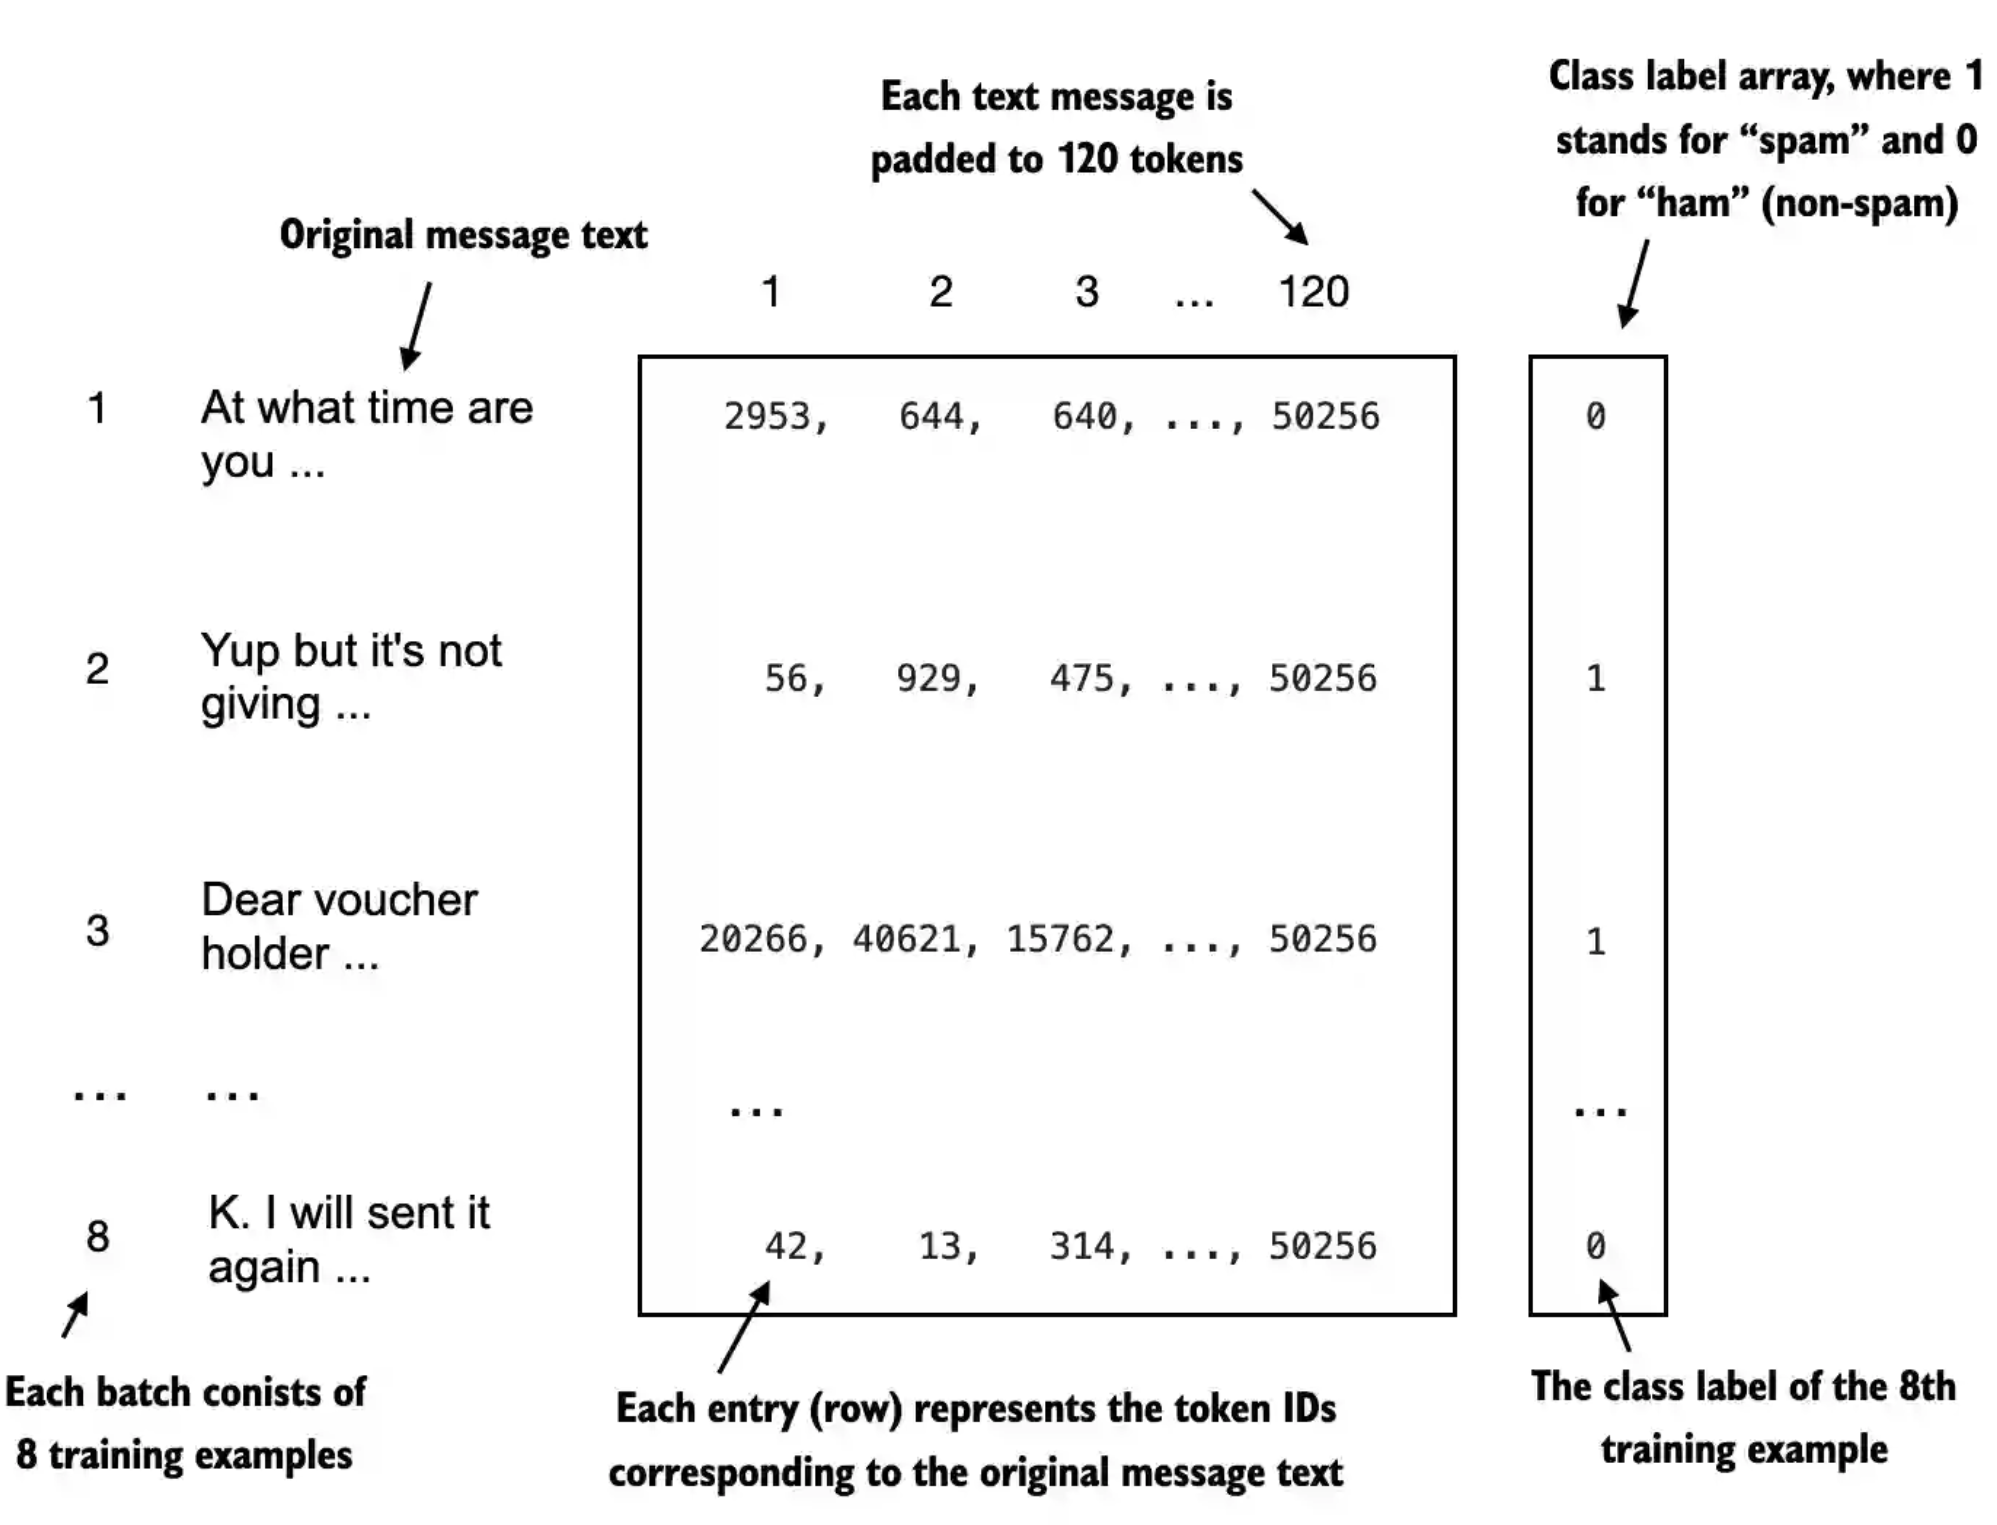 Class label array, where 1
Each text message is
stands for “spam” and 0
padded to 120 tokens
for “ham” (non-spam)
Original message text
1 2 3 ... 120
1 At what time are 2953, 644, 640, ..., 50256 0
you ...
2 Yup but it's not 56, 929, 475, ..., 50256 1
giving ...
3 Dear voucher 20266, 40621, 15762, ..., 50256 1
holder ...
... ... ... ...
8 K. I will sent it 42, 13, 314, ..., 50256 0
again ...
Each batch conists of
8 training examples
Each entry (row) represents the token IDs
corresponding to the original message text
The class label of the 8th
training example